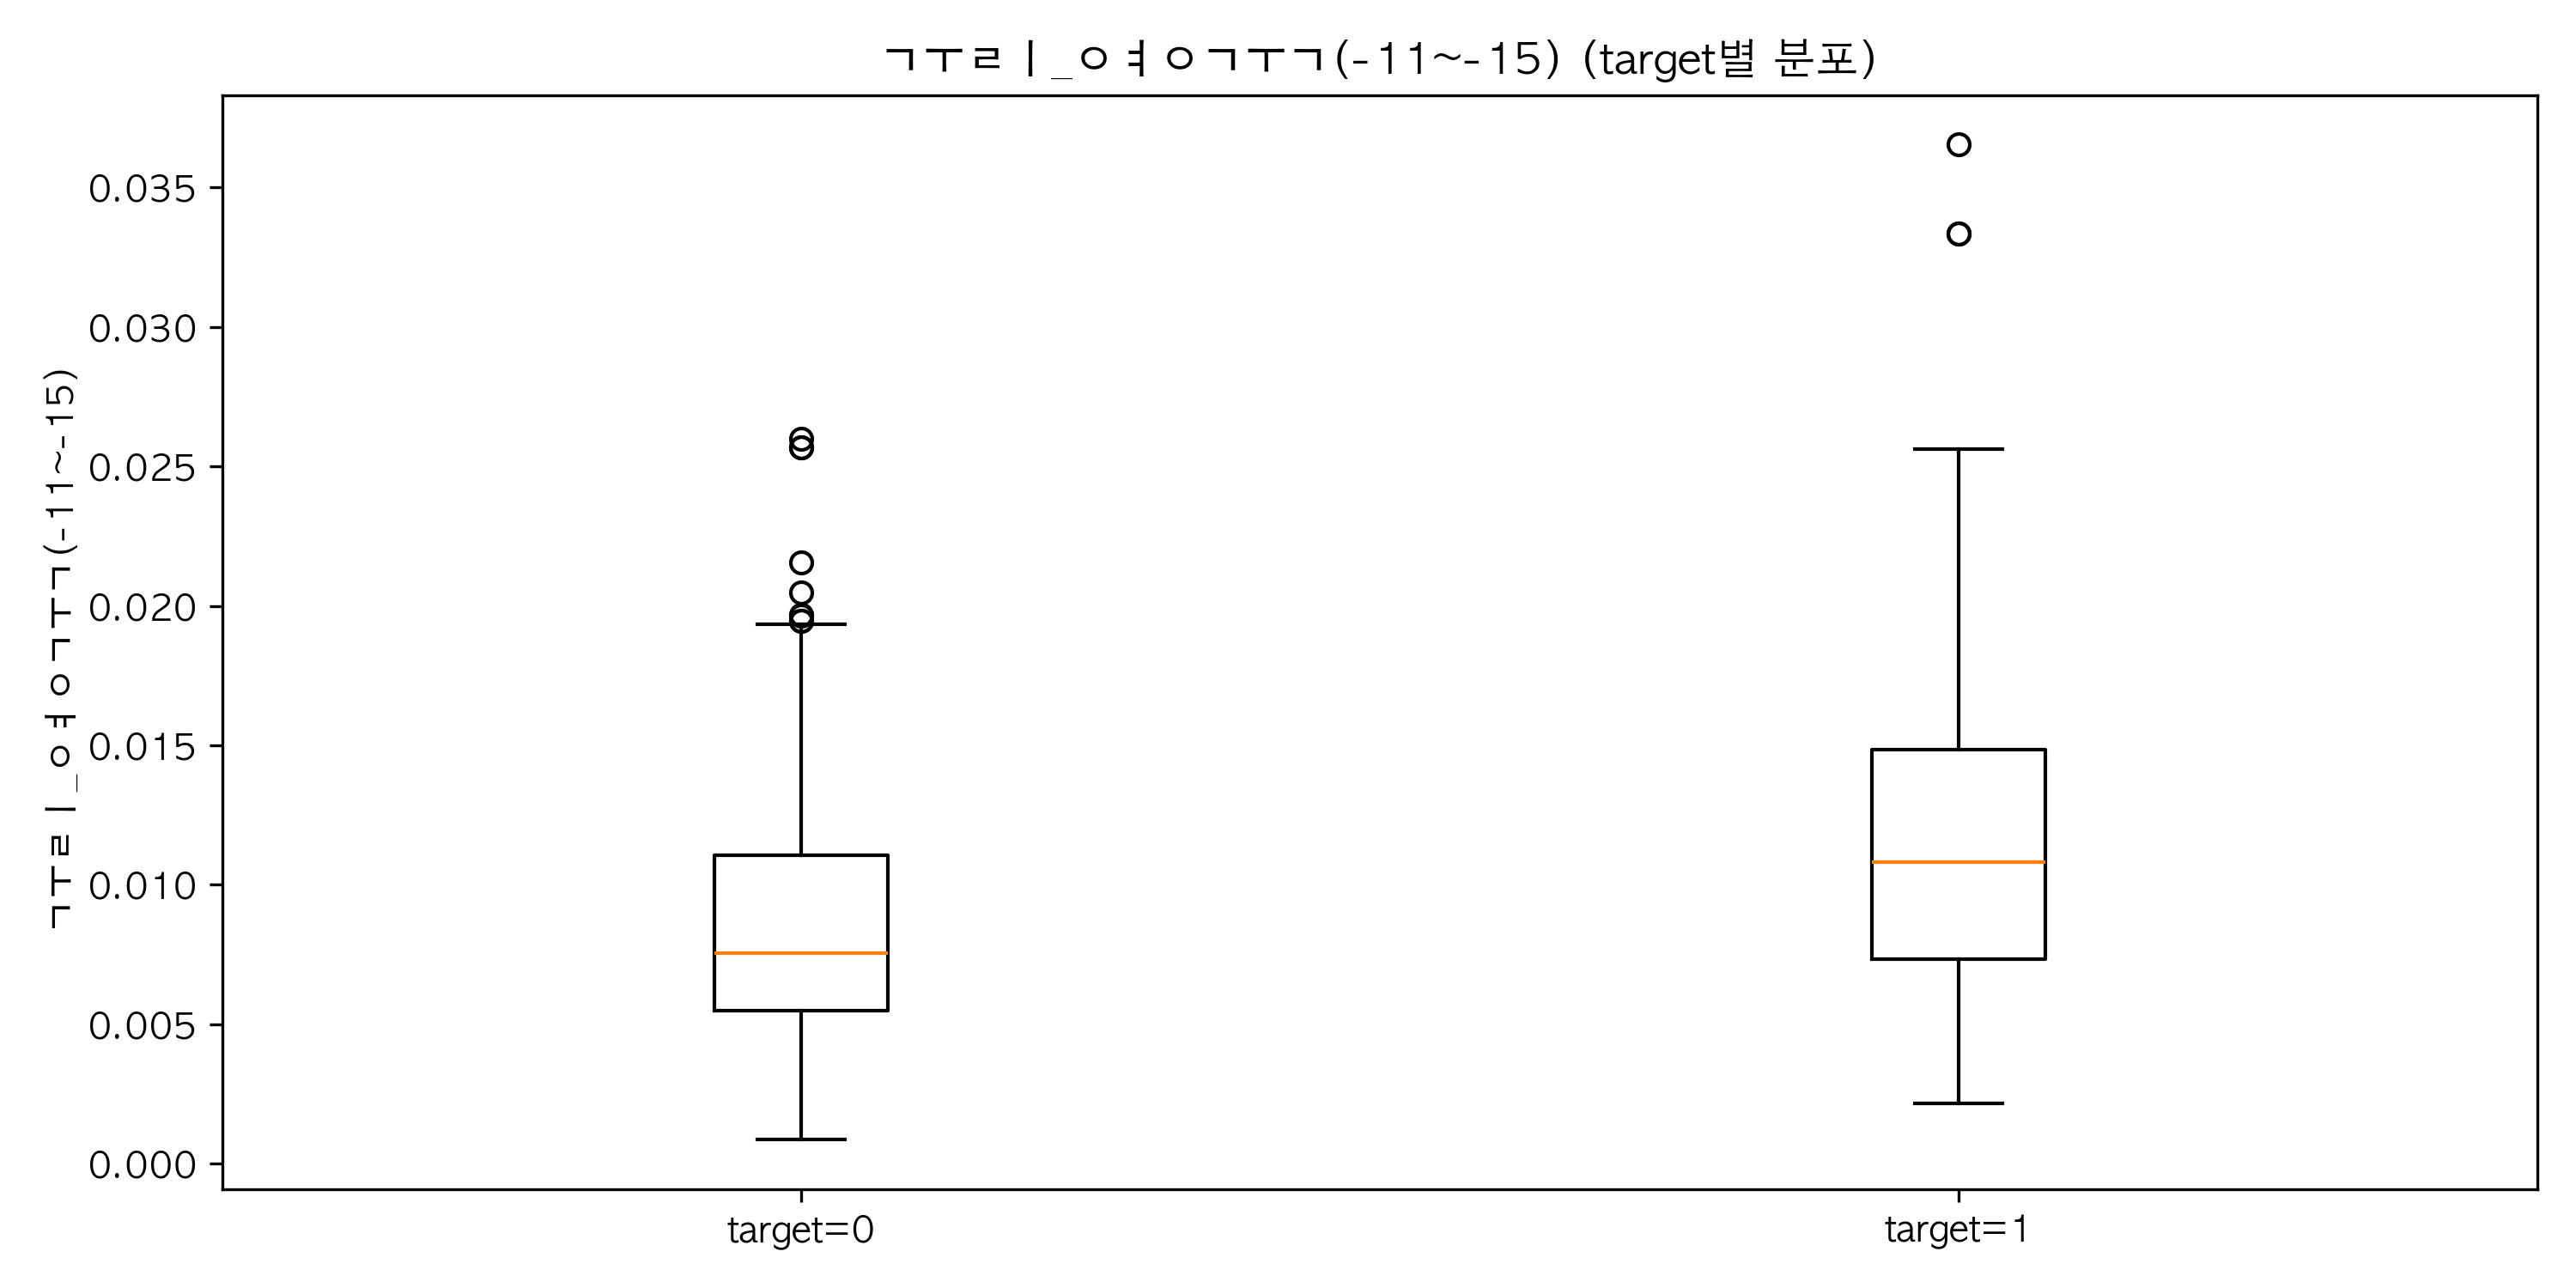 ㄱㅜㄹㅣ_ㅇㅕㅇㄱㅜㄱ(-11~-15) (target별 분포)
ㄱㅜㄹㅣ_ㅇㅕㅇㄱㅜㄱ(-11~-15)
0.035
0.030
0.025
0.020
0.015
0.010
0.005
0.000
target=0
target=1